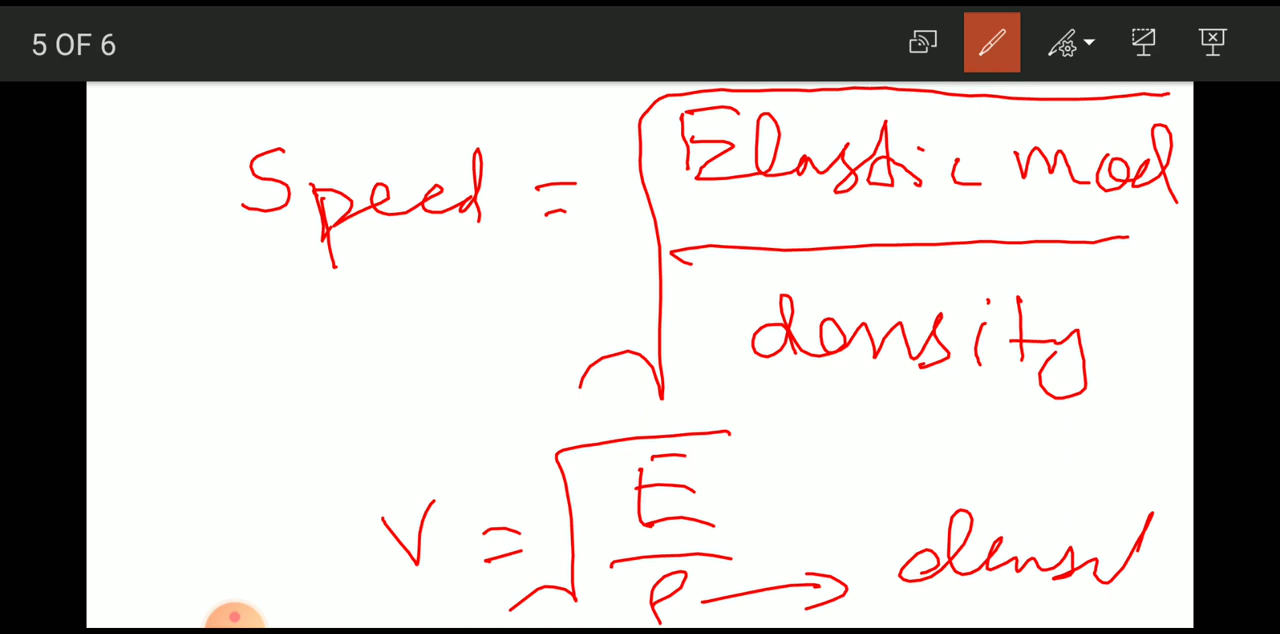 5 OF 6
Speed = √(Elastic mod
density
V = √(E
ρ → densi